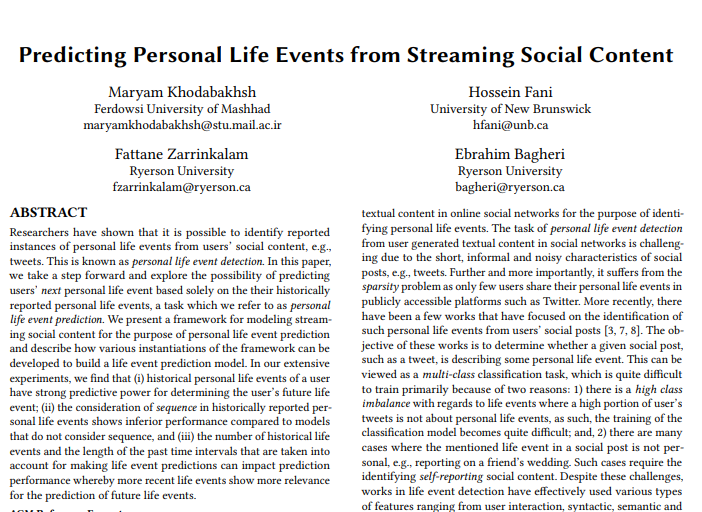 Predicting Personal Life Events from Streaming Social Content
Maryam Khodabakhsh
Ferdowsi University of Mashhad
maryamkhodabakhsh@stu.mail.ac.ir
Hossein Fani
University of New Brunswick
hfani@unb.ca
Fattane Zarrinkalam
Ryerson University
fzarrinkalam@ryerson.ca
Ebrahim Bagheri
Ryerson University
bagheri@ryerson.ca
ABSTRACT
Researchers have shown that it is possible to identify reported
instances of personal life events from users' social content, e.g.,
tweets. This is known as personal life event detection. In this paper,
we take a step forward and explore the possibility of predicting
users' next personal life event based solely on the their historically
reported personal life events, a task which we refer to as personal
life event prediction. We present a framework for modeling stream-
ing social content for the purpose of personal life event prediction
and describe how various instantiations of the framework can be
developed to build a life event prediction model. In our extensive
experiments, we find that (i) historical personal life events of a user
have strong predictive power for determining the user's future life
event; (ii) the consideration of sequence in historically reported per-
sonal life events shows inferior performance compared to models
that do not consider sequence, and (iii) the number of historical life
events and the length of the past time intervals that are taken into
account for making life event predictions can impact prediction
performance whereby more recent life events show more relevance
for the prediction of future life events.
textual content in online social networks for the purpose of identi-
fying personal life events. The task of personal life event detection
from user generated textual content in social networks is challeng-
ing due to the short, informal and noisy characteristics of social
posts, e.g., tweets. Further and more importantly, it suffers from the
sparsity problem as only few users share their personal life events in
publicly accessible platforms such as Twitter. More recently, there
have been a few works that have focused on the identification of
such personal life events from users' social posts [3, 7, 8]. The ob-
jective of these works is to determine whether a given social post,
such as a tweet, is describing some personal life event. This can be
viewed as a multi-class classification task, which is quite difficult
to train primarily because of two reasons: 1) there is a high class
imbalance with regards to life events where a high portion of user's
tweets is not about personal life events, as such, the training of the
classification model becomes quite difficult; and, 2) there are many
cases where the mentioned life event in a social post is not per-
sonal, e.g., reporting on a friend's wedding. Such cases require the
identifying self-reporting social content. Despite these challenges,
works in life event detection have effectively used various types
of features ranging from user interaction, syntactic, semantic and